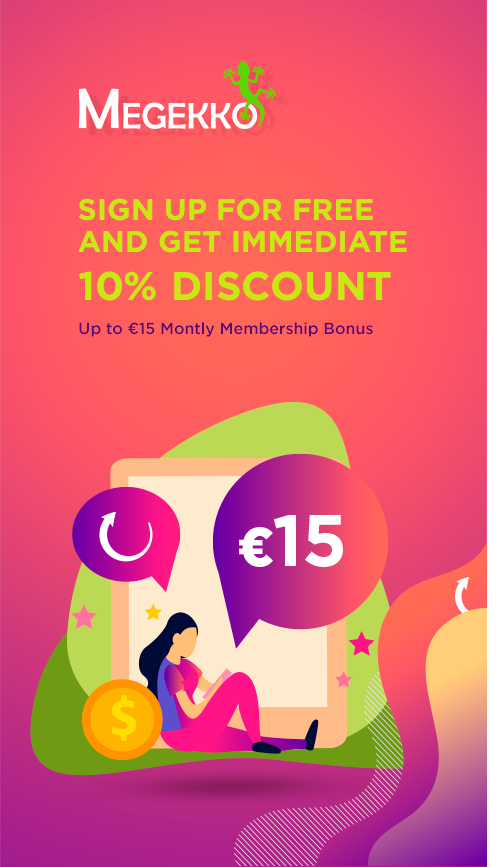 MEGEKKO
SIGN UP FOR FREE
AND GET IMMEDIATE
10% DISCOUNT
Up to €15 Montly Membership Bonus
€15
$